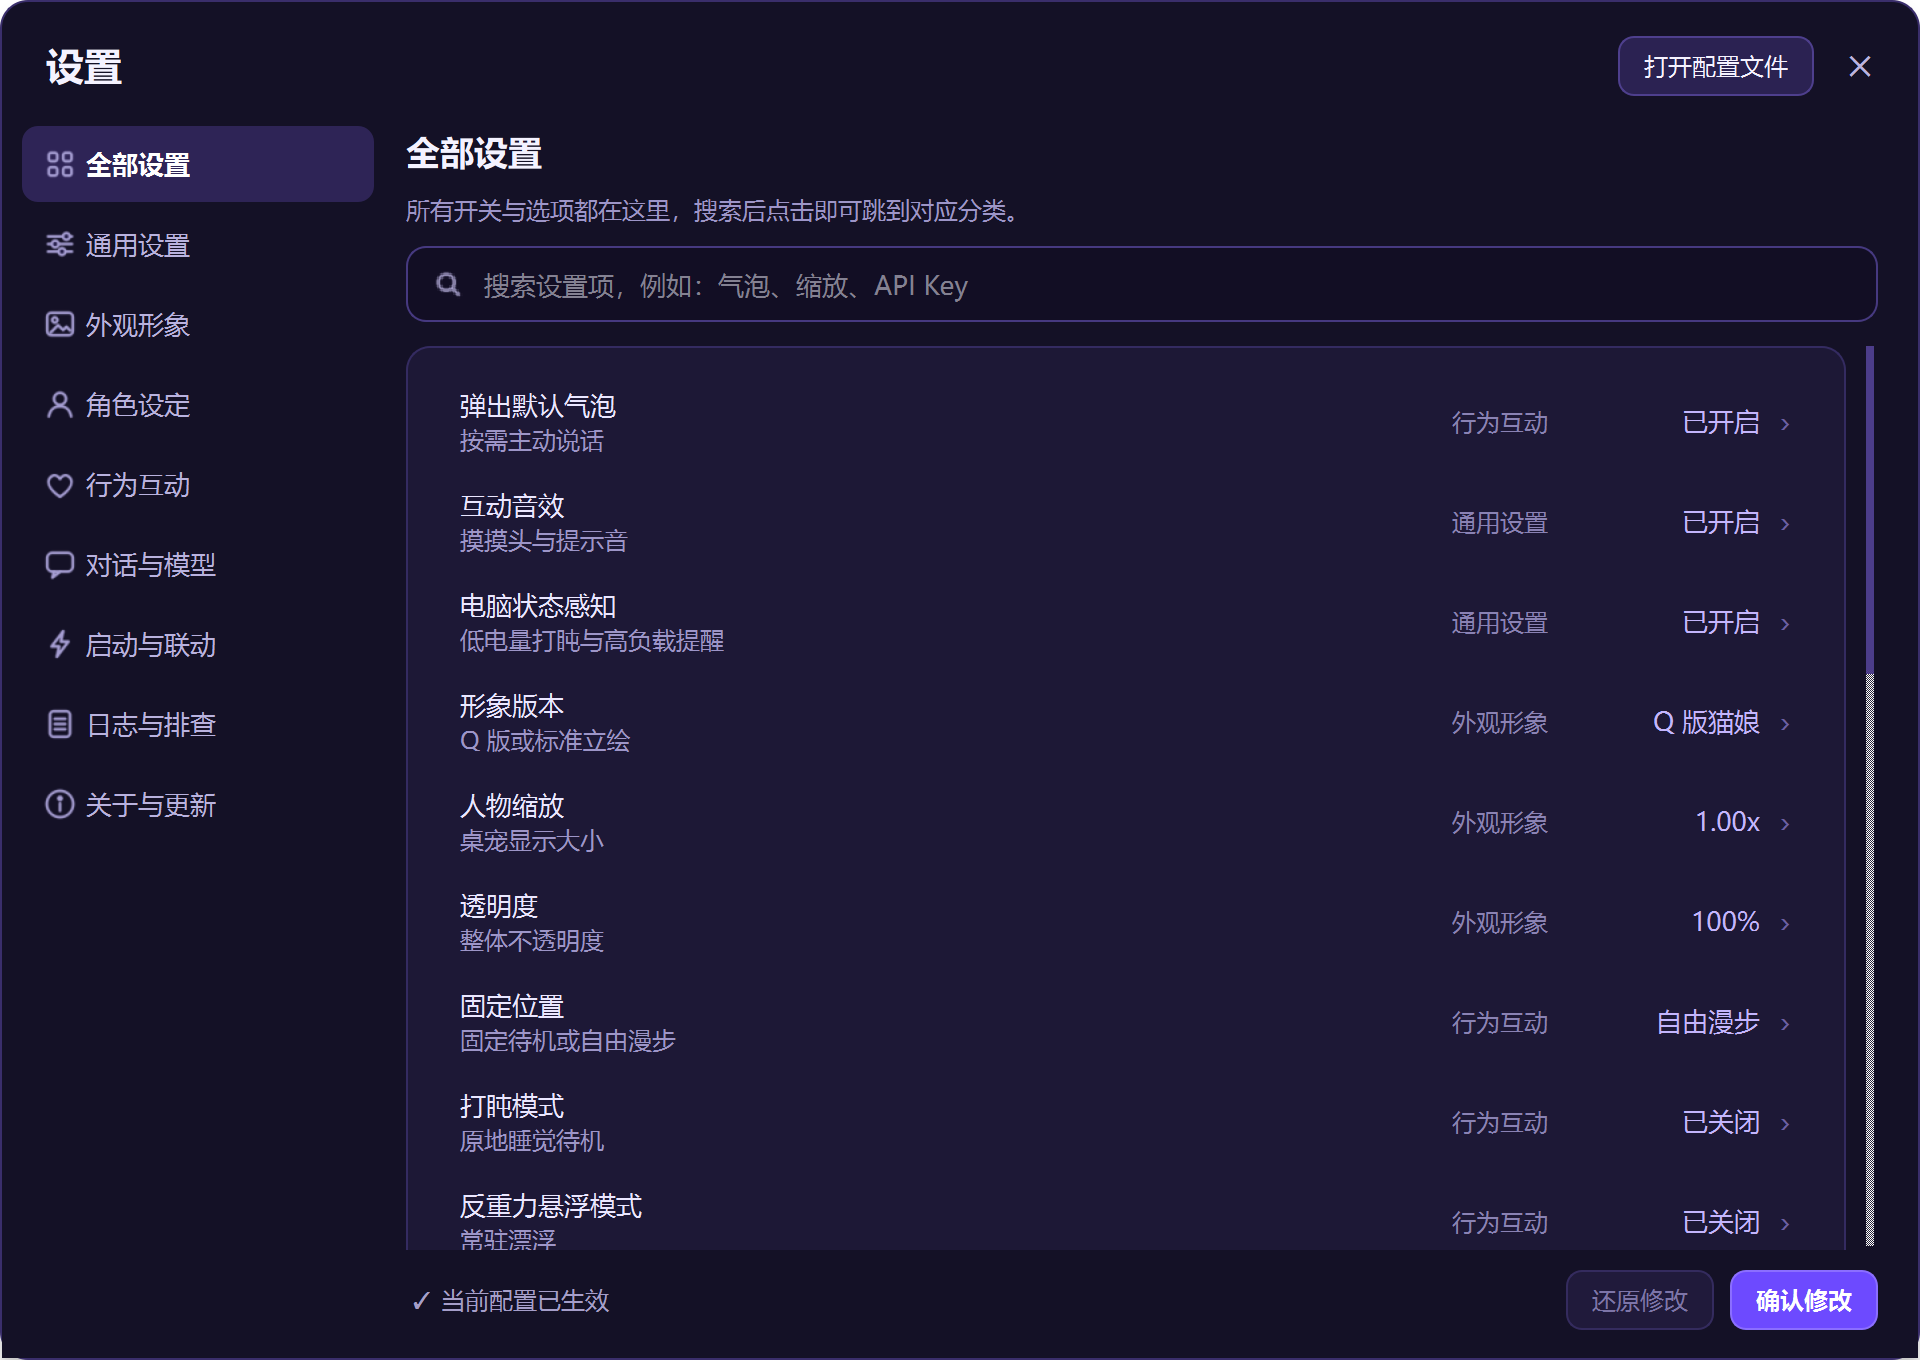 设置
打开配置文件
全部设置
通用设置
外观形象
角色设定
行为互动
对话与模型
启动与联动
日志与排查
关于与更新
全部设置
所有开关与选项都在这里，搜索后点击即可跳到对应分类。
搜索设置项，例如：气泡、缩放、API Key
弹出默认气泡
按需主动说话
行为互动
已开启
互动音效
摸摸头与提示音
通用设置
已开启
电脑状态感知
低电量打盹与高负载提醒
通用设置
已开启
形象版本
Q 版或标准立绘
外观形象
Q 版猫娘
人物缩放
桌宠显示大小
外观形象
1.00x
透明度
整体不透明度
外观形象
100%
固定位置
固定待机或自由漫步
行为互动
自由漫步
打盹模式
原地睡觉待机
行为互动
已关闭
反重力悬浮模式
常驻漂浮
行为互动
已关闭
✓ 当前配置已生效
还原修改
确认修改